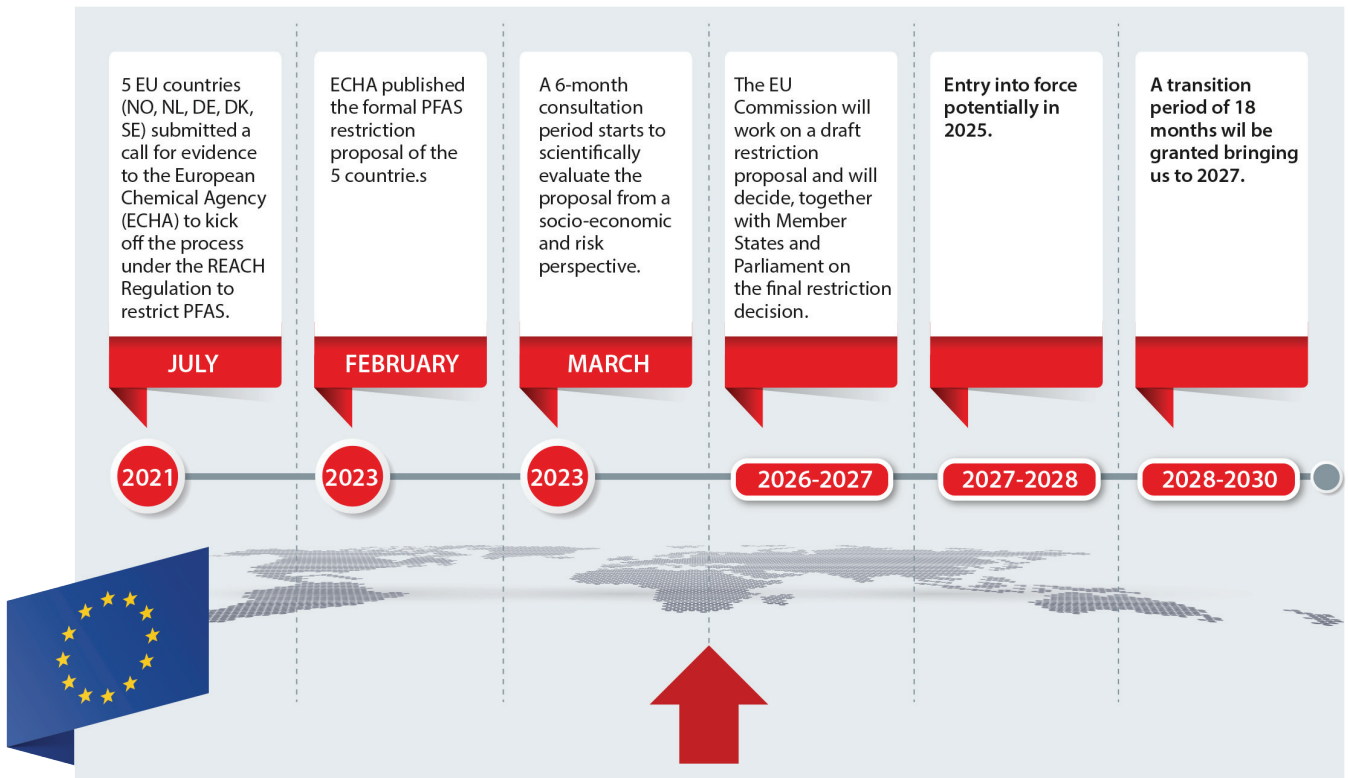 5 EU countries
(NO, NL, DE, DK,
SE) submitted a
call for evidence
to the European
Chemical Agency
(ECHA) to kick
off the process
under the REACH
Regulation to
restrict PFAS.
JULY
2021
ECHA published
the formal PFAS
restriction
proposal of the
5 countrie.s
FEBRUARY
2023
A 6-month
consultation
period starts to
scientifically
evaluate the
proposal from a
socio-economic
and risk
perspective.
MARCH
2023
The EU
Commission will
work on a draft
restriction
proposal and will
decide, together
with Member
States and
Parliament on
the final restriction
decision.
2026-2027
Entry into force
potentially in
2025.
2027-2028
A transition
period of 18
months wil be
granted bringing
us to 2027.
2028-2030